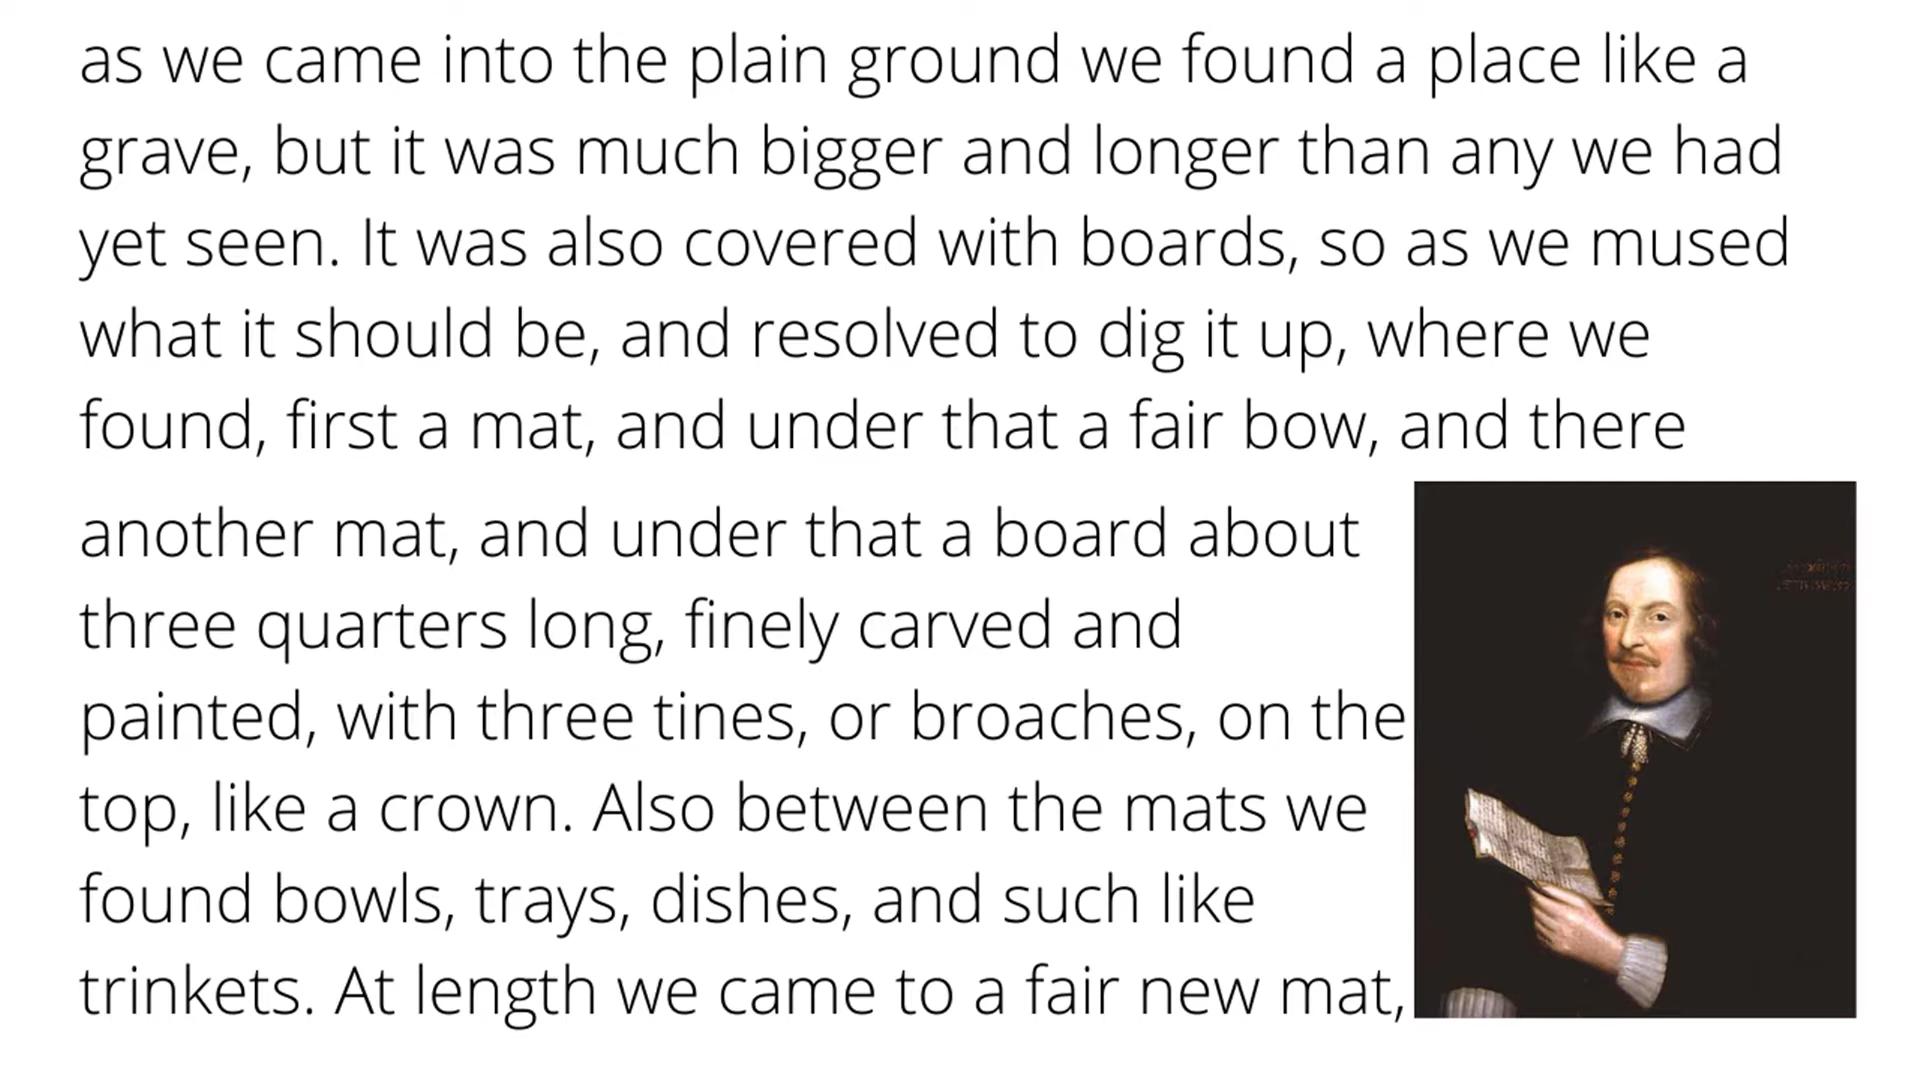 as we came into the plain ground we found a place like a
grave, but it was much bigger and longer than any we had
yet seen. It was also covered with boards, so as we mused
what it should be, and resolved to dig it up, where we
found, first a mat, and under that a fair bow, and there
another mat, and under that a board about
three quarters long, finely carved and
painted, with three tines, or broaches, on the
top, like a crown. Also between the mats we
found bowls, trays, dishes, and such like
trinkets. At length we came to a fair new mat,